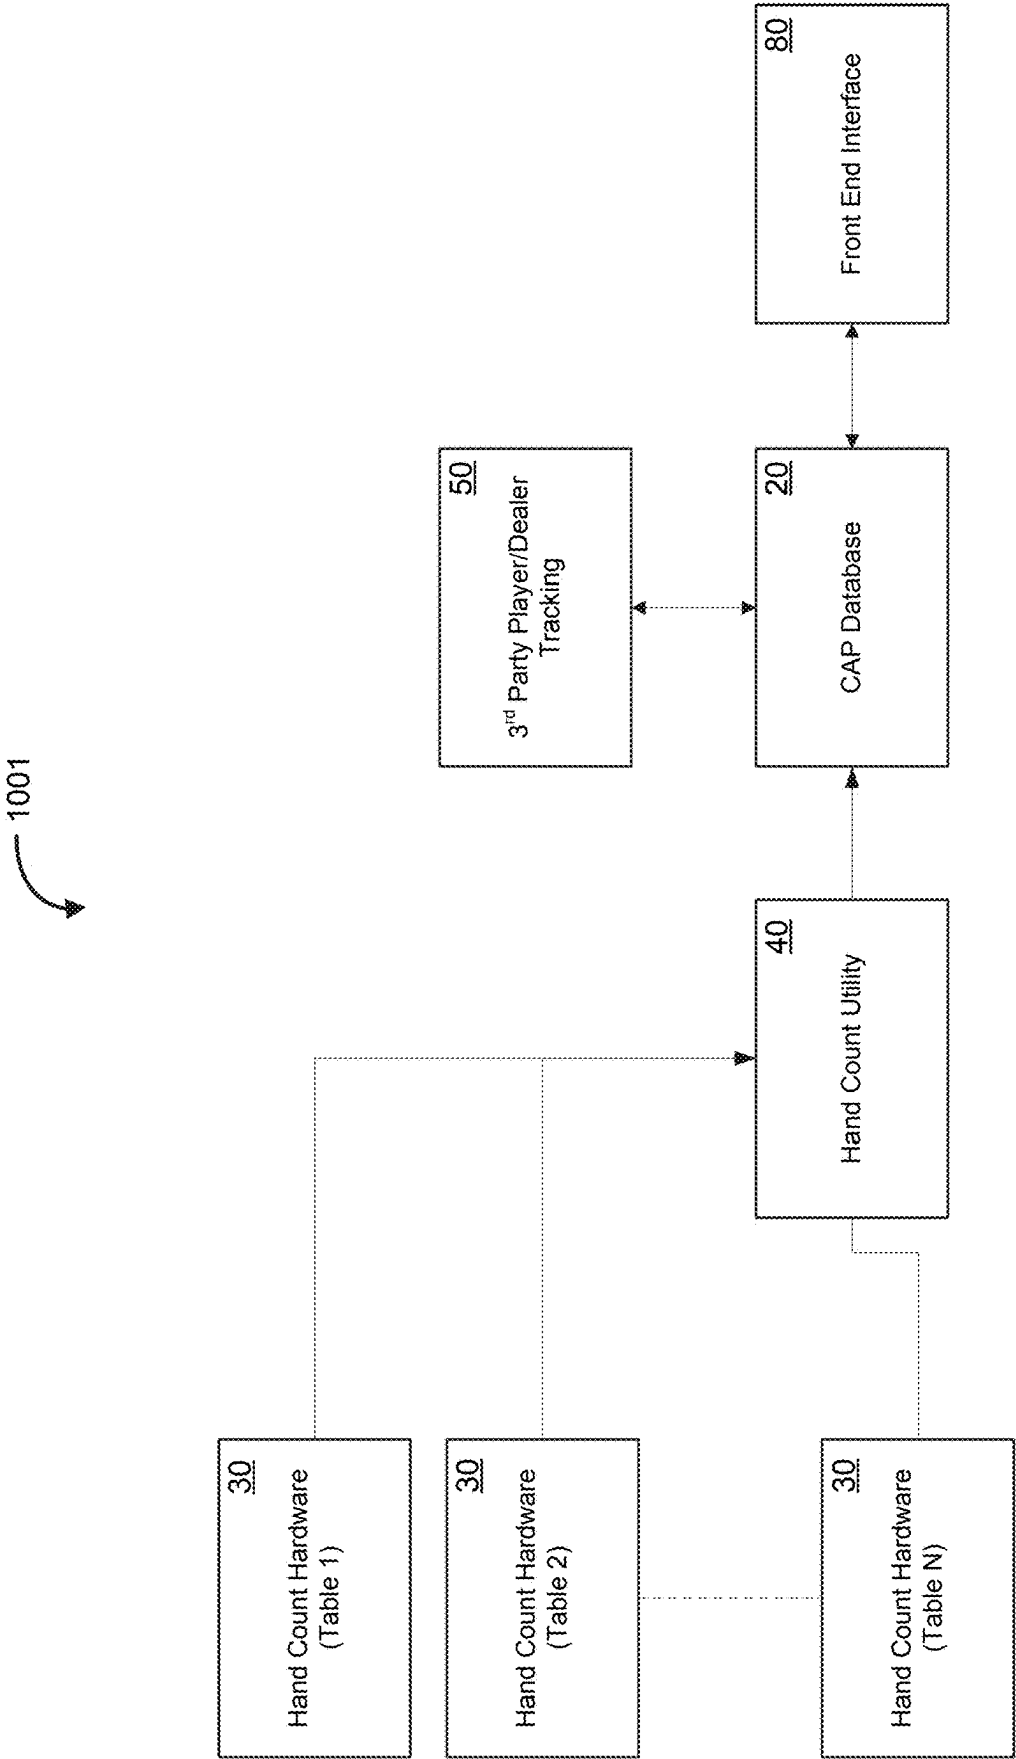 1001
30
Hand Count Hardware
(Table 1)
30
Hand Count Hardware
(Table 2)
30
Hand Count Hardware
(Table N)
40
Hand Count Utility
50
3rd Party Player/Dealer
Tracking
20
CAP Database
80
Front End Interface